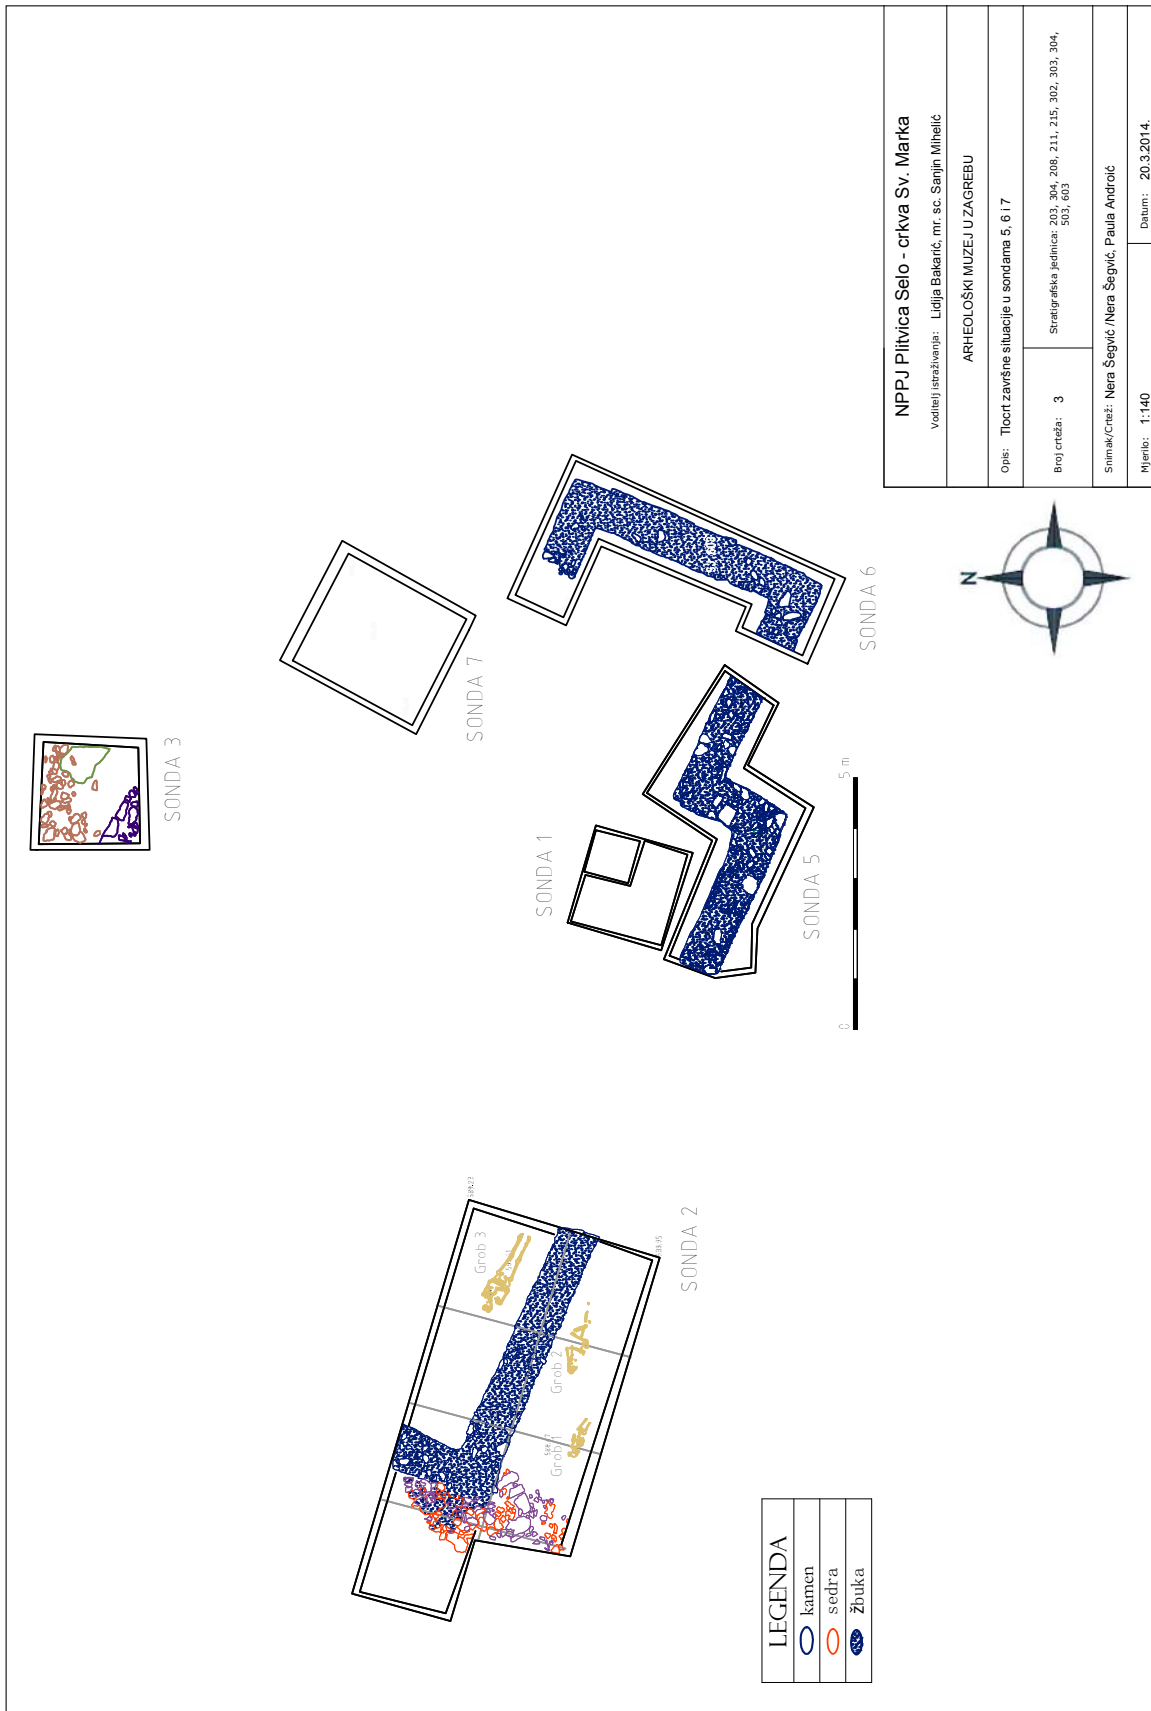 NPPJ Plitvica Selo - crkva Sv. Marka
Voditelj istraživanja: Lidija Bakarić, mr. sc. Sanjin Mihelić
ARHEOLOŠKI MUZEJ U ZAGREBU
Opis: Tlocrt završne situacije u sondama 5, 6 i 7
Broj crteža: 3
Stratigrafska jedinica: 203, 304, 208, 211, 215, 302, 303, 304,
503, 603
Snimak/Crtež: Nera Šegvić /Nera Šegvić, Paula Androić
Mjerilo: 1:140
Datum: 20.3.2014.
N
SONDA 3
SONDA 7
SONDA 6
SONDA 1
SONDA 5
0
5 m
SONDA 2
Grob 3
Grob 2
Grob 1
LEGENDA
kamen
sedra
žbuka